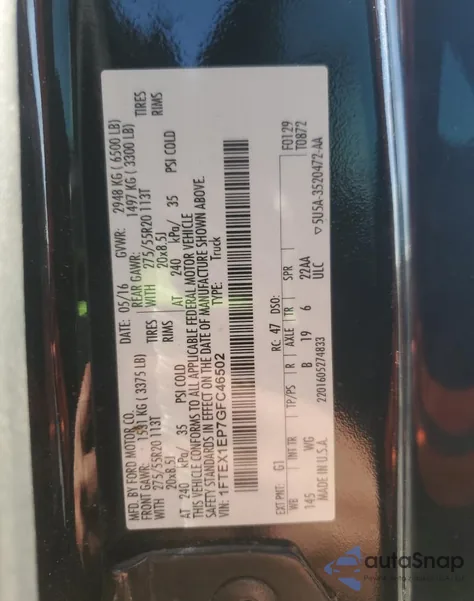 MFD. BY FORD MOTOR CO.
DATE: 05/16 GVWR: 2948 KG ( 6500 LB)
FRONT GAWR: 1531 KG ( 3375 LB) REAR GAWR: 1497 KG ( 3300 LB)
WITH 275/55R20 113T TIRES WITH 275/55R20 113T TIRES
20x8.5J RIMS 20x8.5J RIMS
AT 240 kPa/ 35 PSI COLD AT 240 kPa/ 35 PSI COLD
THIS VEHICLE CONFORMS TO ALL APPLICABLE FEDERAL MOTOR VEHICLE
SAFETY STANDARDS IN EFFECT ON THE DATE OF MANUFACTURE SHOWN ABOVE.
VIN: 1FTEX1EP7GFC46502 TYPE: Truck
F0129
T0872
EXT PNT: G1 RC: 47 DSO:
WB INT TR TP/PS R AXLE TR SPR
145 WG B 19 6 22AA
ULC
MADE IN U.S.A. 2201605274833 ▽5U5A-3520472-AA
autoSnap